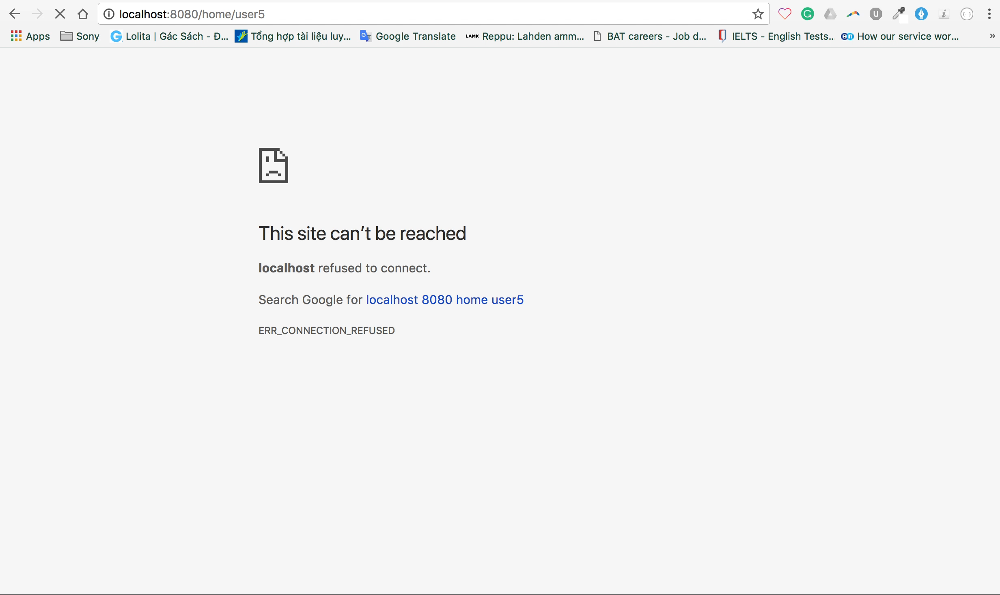 localhost:8080/home/user5
Apps Sony Lolita | Gác Sách - Đ... Tổng hợp tài liệu luy... Google Translate LAMK Reppu: Lahden amm... BAT careers - Job d... IELTS - English Tests... en How our service wor... »
This site can't be reached
localhost refused to connect.
Search Google for localhost 8080 home user5
ERR_CONNECTION_REFUSED